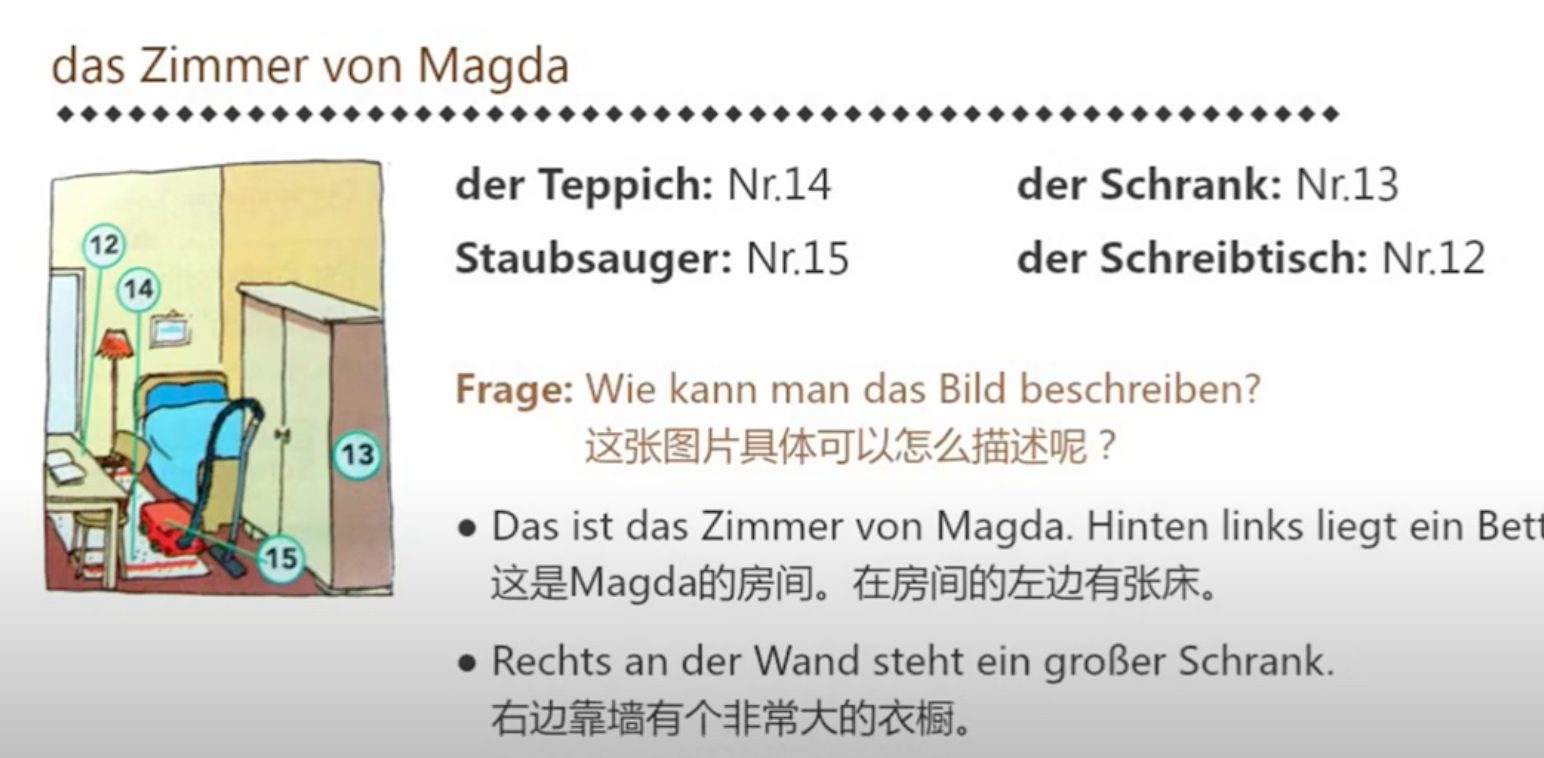 das Zimmer von Magda
12
14
13
15
der Teppich: Nr.14
der Schrank: Nr.13
Staubsauger: Nr.15
der Schreibtisch: Nr.12
Frage: Wie kann man das Bild beschreiben?
这张图片具体可以怎么描述呢？
● Das ist das Zimmer von Magda. Hinten links liegt ein Bett
这是Magda的房间。在房间的左边有张床。
● Rechts an der Wand steht ein großer Schrank.
右边靠墙有个非常大的衣橱。